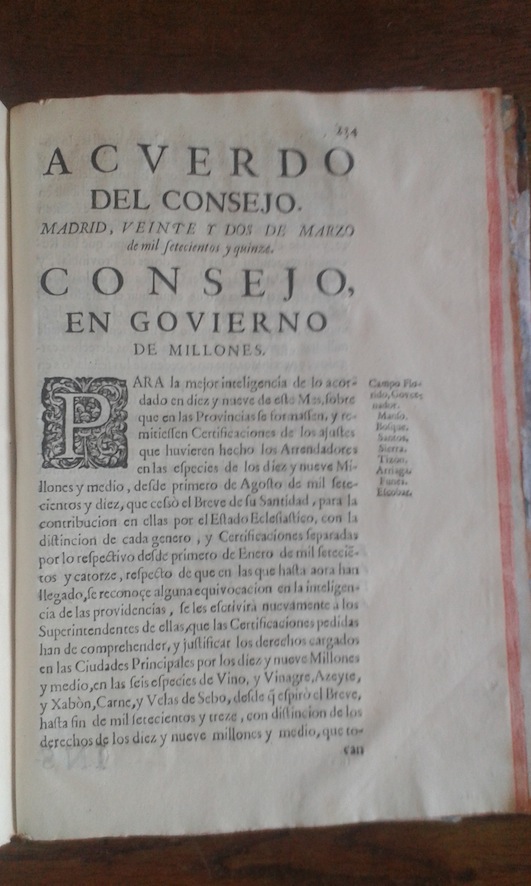 234
ACVERDO
DEL CONSEJO.
MADRID, VEINTE Y DOS DE MARZO
de mil setecientos y quinze.
CONSEJO,
EN GOVIERNO
DE MILLONES.
PARA la mejor inteligencia de lo acor-
dado en diez y nueve de este Mes, sobre
que en las Provincias se formassen, y re-
mitiessen Certificaciones de los ajustes
que huvieren hecho los Arrendadores
en las especies de los diez y nueve Mi-
llones y medio, desde primero de Agosto de mil sete-
cientos y diez, que cessò el Breve de su Santidad, para la
contribucion en ellas por el Estado Eclesiastico, con la
distincion de cada genero, y Certificaciones separadas
por lo respectivo desde primero de Enero de mil setecie-
tos y catorze, respecto de que en las que hasta aora han
llegado, se reconoçe alguna equivocacion en la inteligen-
cia de las providencias, se les escrivirà nuevamente à los
Superintendentes de ellas, que las Certificaciones pedidas
han de comprehender, y justificar los derechos cargados
en las Ciudades Principales por los diez y nueve Millones
y medio, en las seis especies de Vino, y Vinagre, Azeyte,
y Xabòn, Carne, y Velas de Sebo, desde q̃ espirò el Breve,
hasta fin de mil setecientos y treze, con distincion de los
derechos de los diez y nueve millones y medio, que to-
can
Campo Flo-
rido, Gover-
nador.
Manso.
Bosque.
Santos.
Sierra.
Tizon.
Arriaga.
Funes.
Escobar.